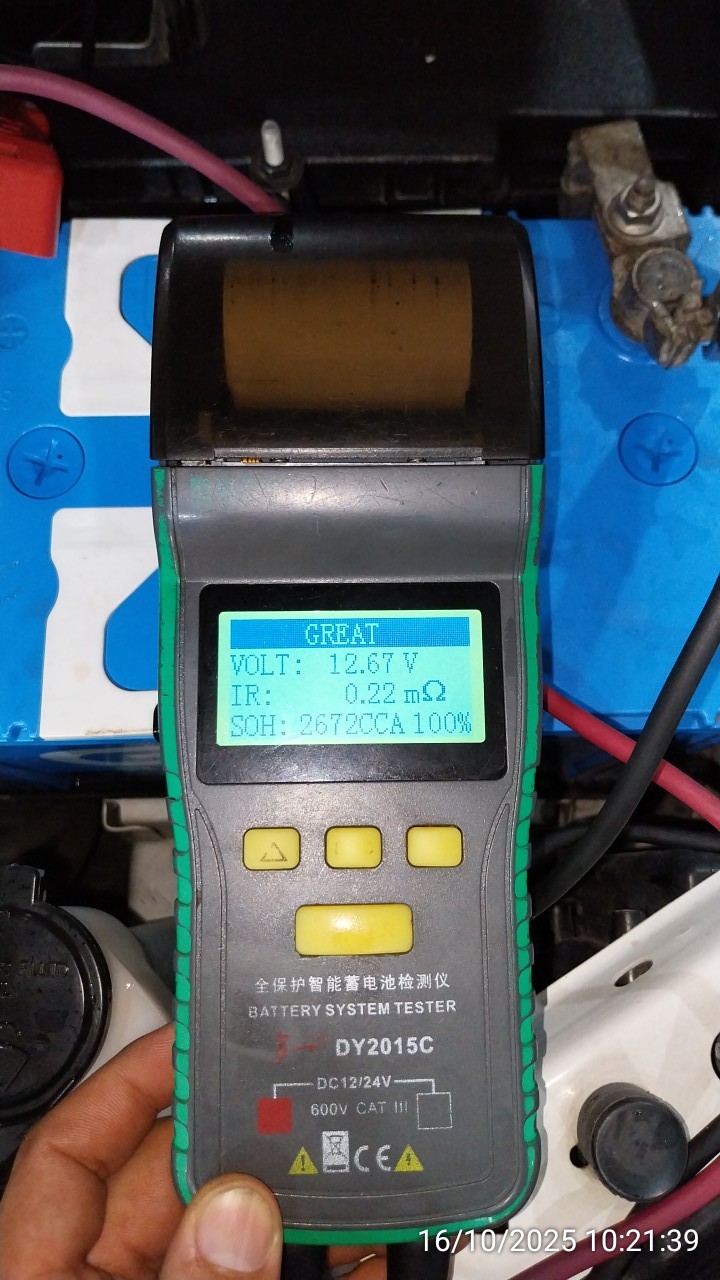 GREAT
VOLT: 12.67 V
IR: 0.22 mΩ
SOH: 2672CCA 100%
全保护智能蓄电池检测仪
BATTERY SYSTEM TESTER
DY2015C
DC12/24V
600V CAT III
CE
16/10/2025 10:21:39